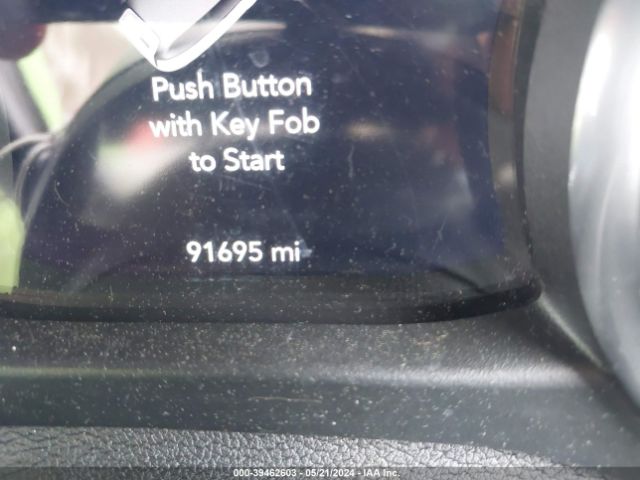 Push Button
with Key Fob
to Start
91695 mi
000-39462603 - 05/21/2024 - IAA Inc.